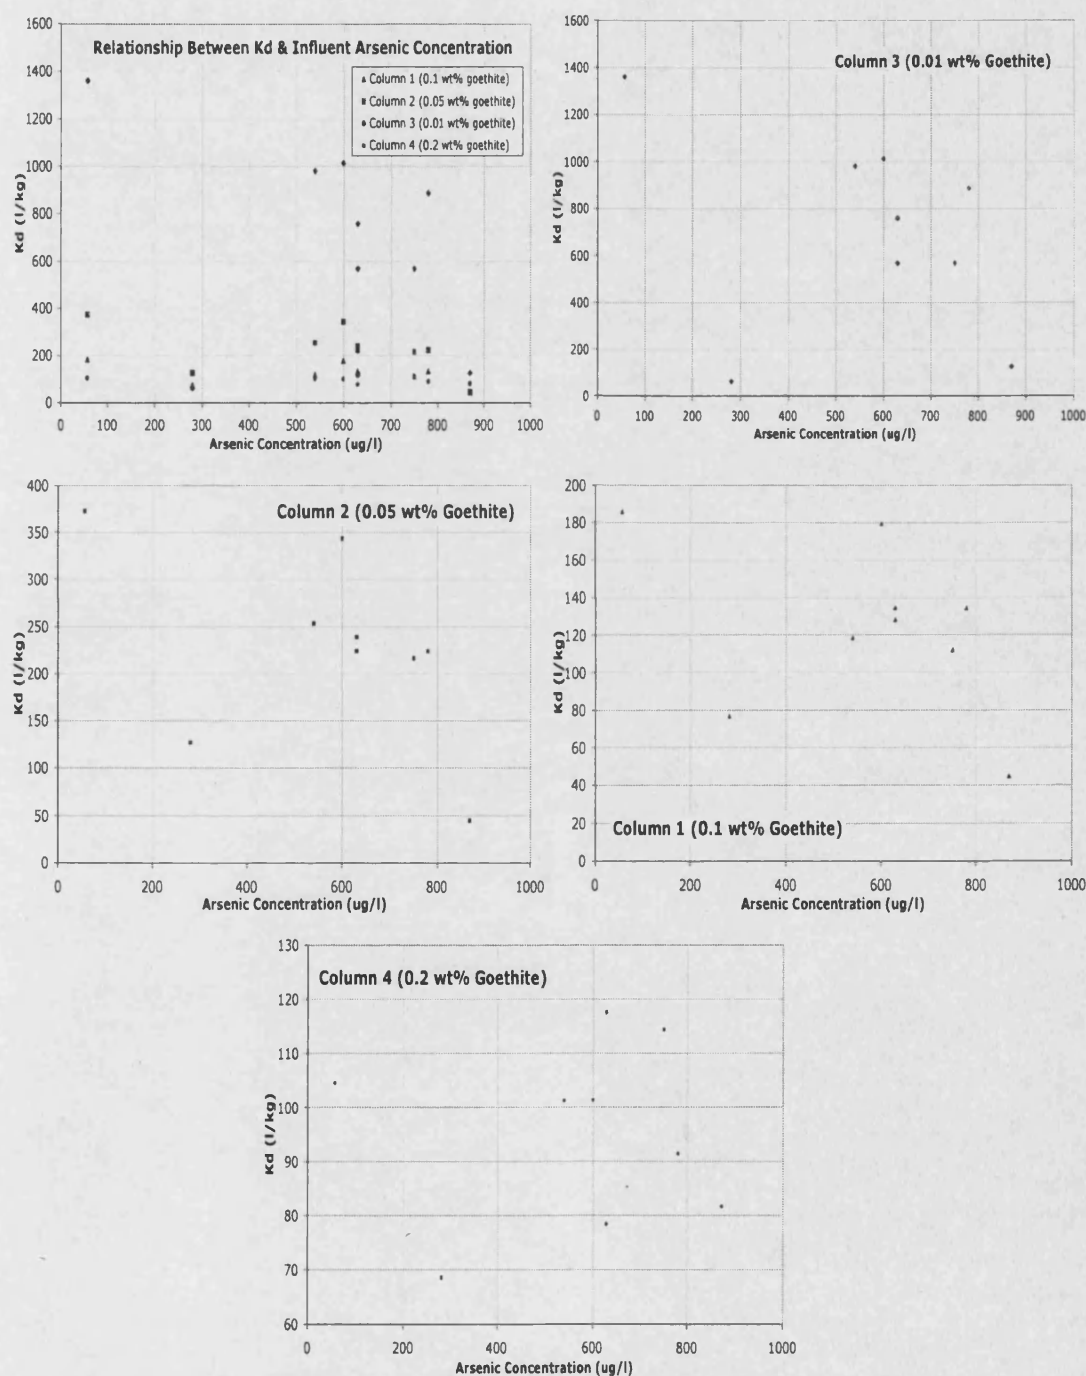 Relationship Between Kd & Influent Arsenic Concentration
Column 1 (0.1 wt% goethite)
Column 2 (0.05 wt% goethite)
Column 3 (0.01 wt% goethite)
Column 4 (0.2 wt% goethite)
1600
1400
1200
1000
800
600
400
200
0
Kd (l/kg)
0 100 200 300 400 500 600 700 800 900 1000
Arsenic Concentration (ug/l)
Column 3 (0.01 wt% Goethite)
1600
1400
1200
1000
800
600
400
200
0
Kd (l/kg)
0 100 200 300 400 500 600 700 800 900 1000
Arsenic Concentration (ug/l)
Column 2 (0.05 wt% Goethite)
400
350
300
250
200
150
100
50
0
Kd (l/kg)
0 200 400 600 800 1000
Arsenic Concentration (ug/l)
200
180
160
140
120
100
80
60
40
20
0
Kd (l/kg)
Column 1 (0.1 wt% Goethite)
0 200 400 600 800 1000
Arsenic Concentration (ug/l)
Column 4 (0.2 wt% Goethite)
130
120
110
100
90
80
70
60
Kd (l/kg)
0 200 400 600 800 1000
Arsenic Concentration (ug/l)